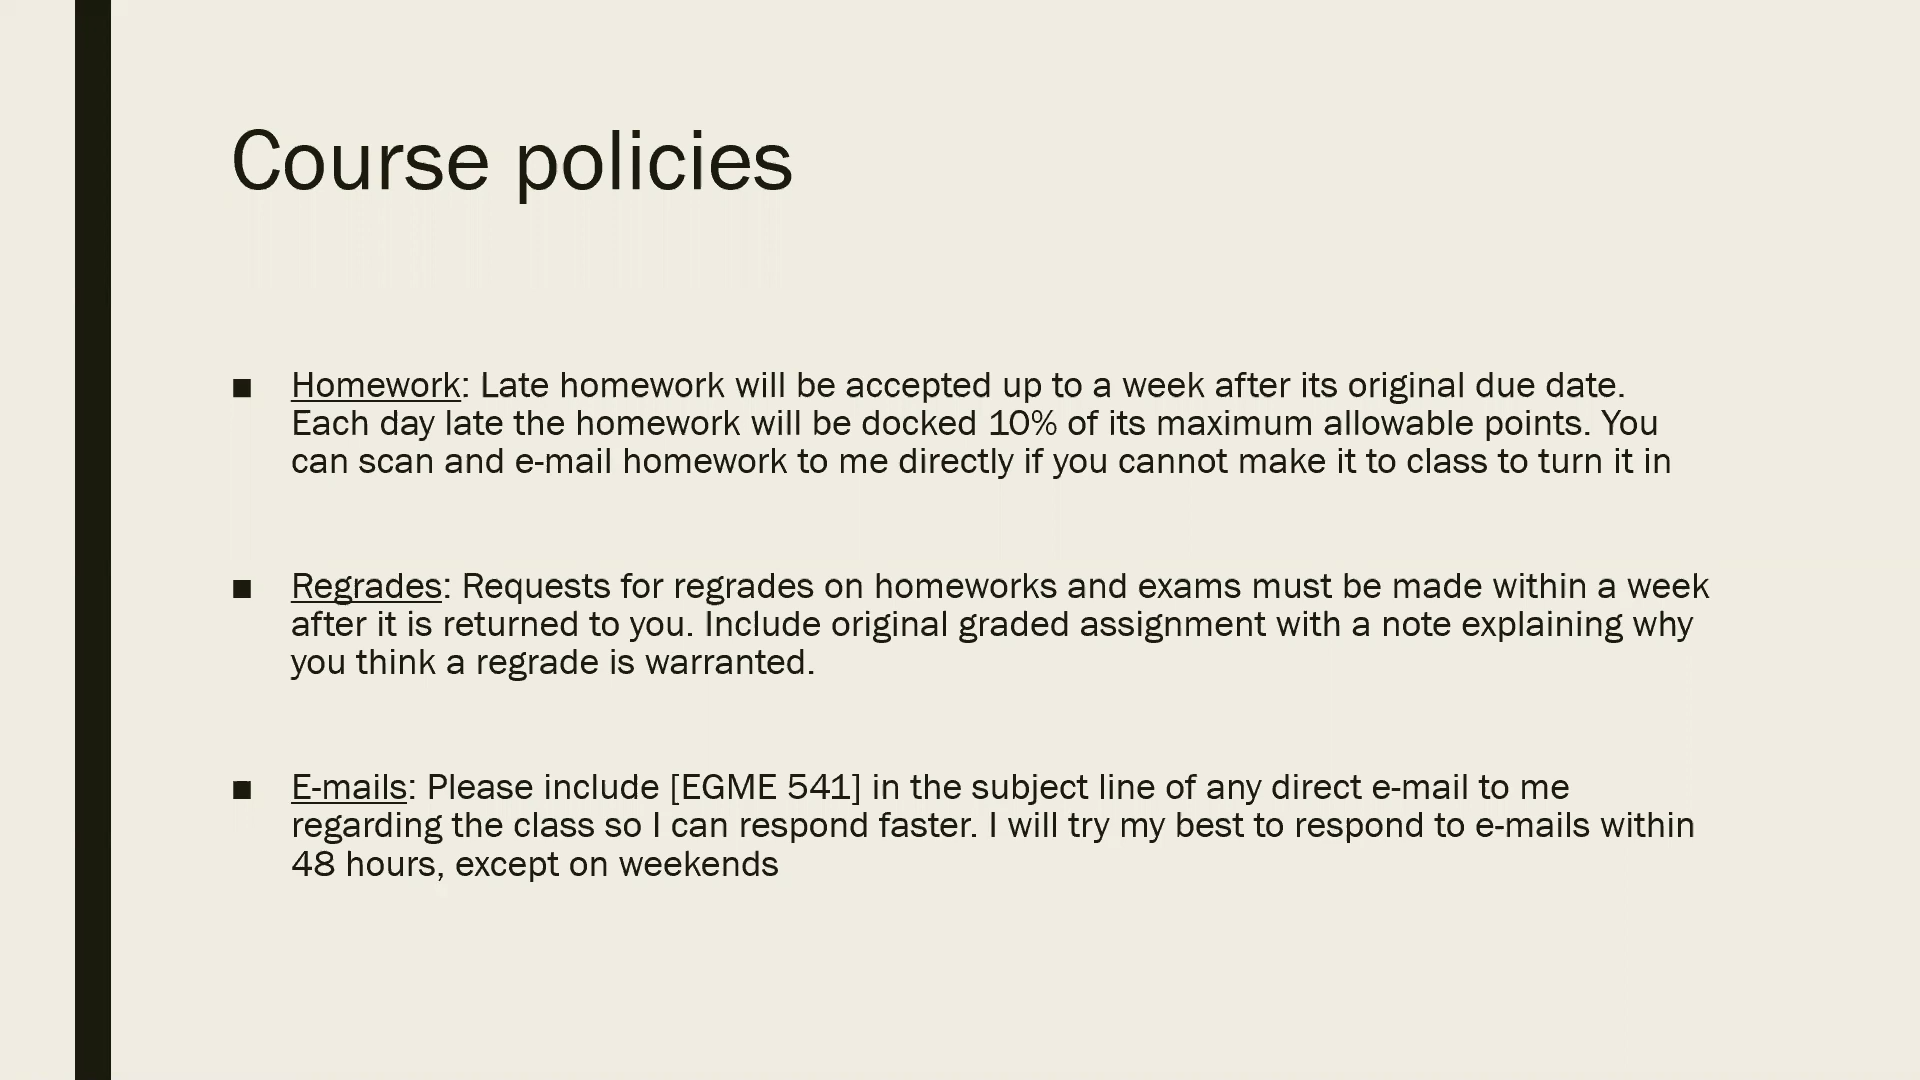 Course policies
■ Homework: Late homework will be accepted up to a week after its original due date.
Each day late the homework will be docked 10% of its maximum allowable points. You
can scan and e-mail homework to me directly if you cannot make it to class to turn it in
■ Regrades: Requests for regrades on homeworks and exams must be made within a week
after it is returned to you. Include original graded assignment with a note explaining why
you think a regrade is warranted.
■ E-mails: Please include [EGME 541] in the subject line of any direct e-mail to me
regarding the class so I can respond faster. I will try my best to respond to e-mails within
48 hours, except on weekends